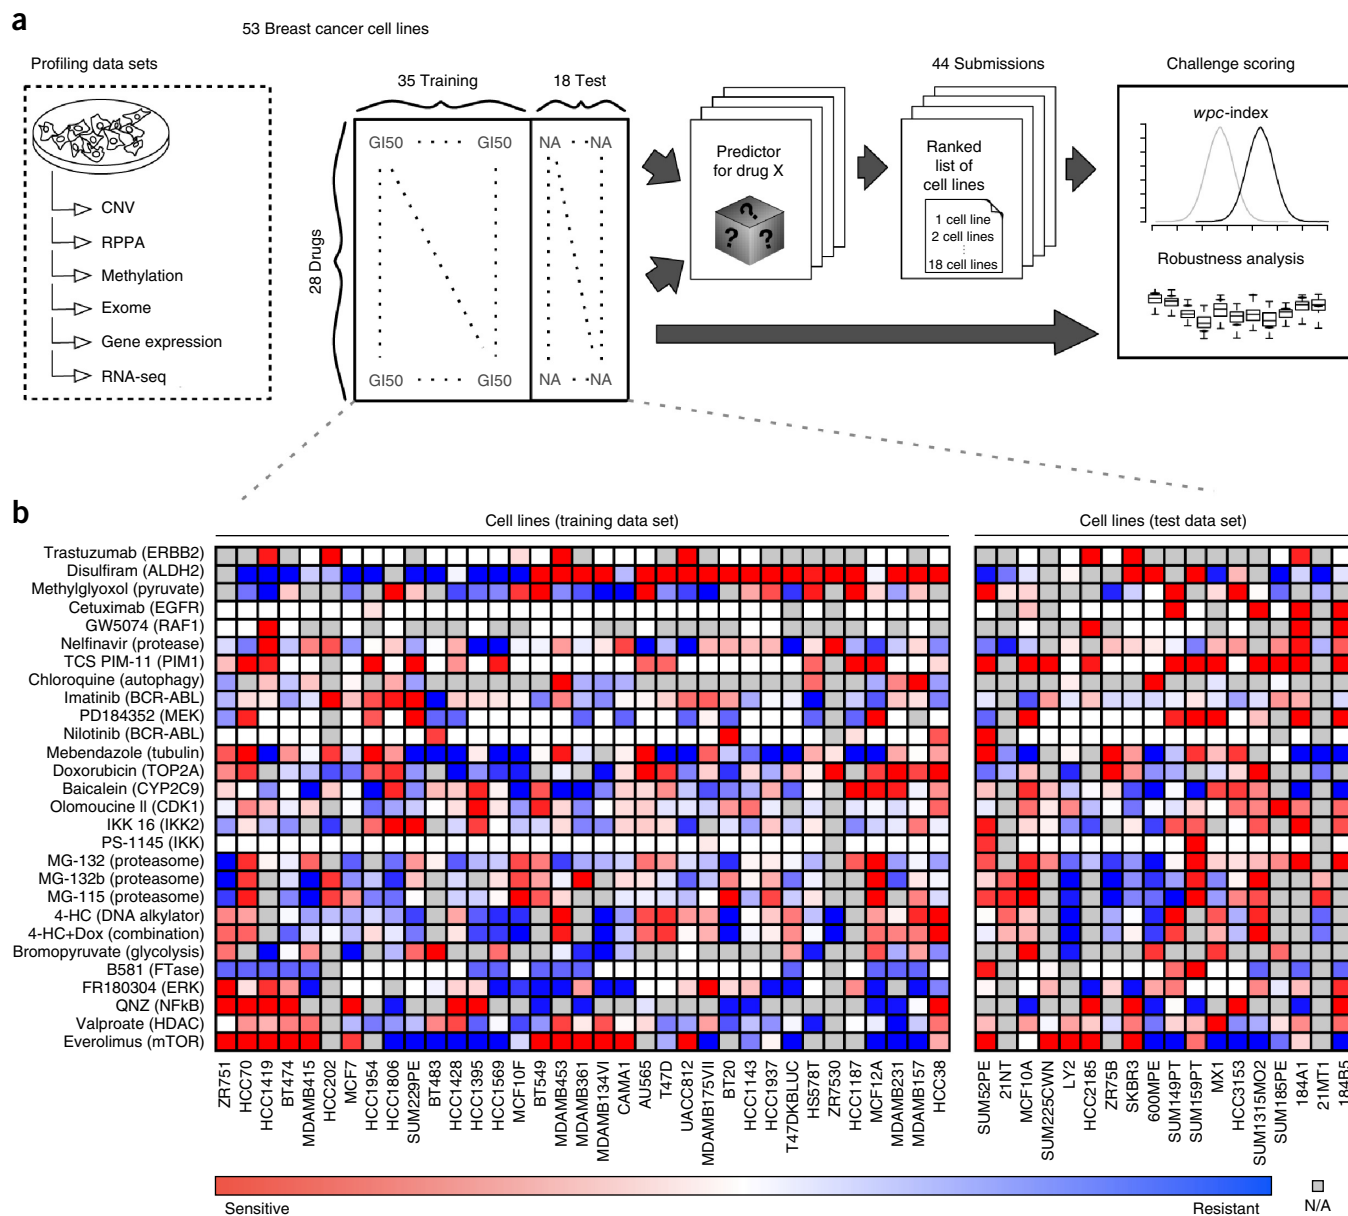 a
53 Breast cancer cell lines
Profiling data sets
CNV
RPPA
Methylation
Exome
Gene expression
RNA-seq
35 Training
18 Test
28 Drugs
GI50
GI50
NA
NA
GI50
GI50
NA
NA
Predictor
for drug X
? ? ?
44 Submissions
Ranked
list of
cell lines
1 cell line
2 cell lines
18 cell lines
Challenge scoring
wpc-index
Robustness analysis
b
Cell lines (training data set)
Cell lines (test data set)
Trastuzumab (ERBB2)
Disulfiram (ALDH2)
Methylglyoxol (pyruvate)
Cetuximab (EGFR)
GW5074 (RAF1)
Nelfinavir (protease)
TCS PIM-11 (PIM1)
Chloroquine (autophagy)
Imatinib (BCR-ABL)
PD184352 (MEK)
Nilotinib (BCR-ABL)
Mebendazole (tubulin)
Doxorubicin (TOP2A)
Baicalein (CYP2C9)
Olomoucine II (CDK1)
IKK 16 (IKK2)
PS-1145 (IKK)
MG-132 (proteasome)
MG-132b (proteasome)
MG-115 (proteasome)
4-HC (DNA alkylator)
4-HC+Dox (combination)
Bromopyruvate (glycolysis)
B581 (FTase)
FR180304 (ERK)
QNZ (NFkB)
Valproate (HDAC)
Everolimus (mTOR)
ZR751
HCC70
HCC1419
BT474
MDAMB415
HCC202
MCF7
HCC1954
HCC1806
SUM229PE
BT483
HCC1428
HCC1395
HCC1569
MCF10F
BT549
MDAMB453
MDAMB361
MDAMB134VI
CAMA1
AU565
T47D
UACC812
MDAMB175VII
BT20
HCC1143
HCC1937
T47DKBLUC
HS578T
ZR7530
HCC1187
MCF12A
MDAMB231
MDAMB157
HCC38
SUM52PE
21NT
MCF10A
SUM225CWN
LY2
HCC2185
ZR75B
SKBR3
600MPE
SUM149PT
SUM159PT
MX1
HCC3153
SUM1315MO2
SUM185PE
184A1
21MT1
184B5
Sensitive
Resistant
N/A